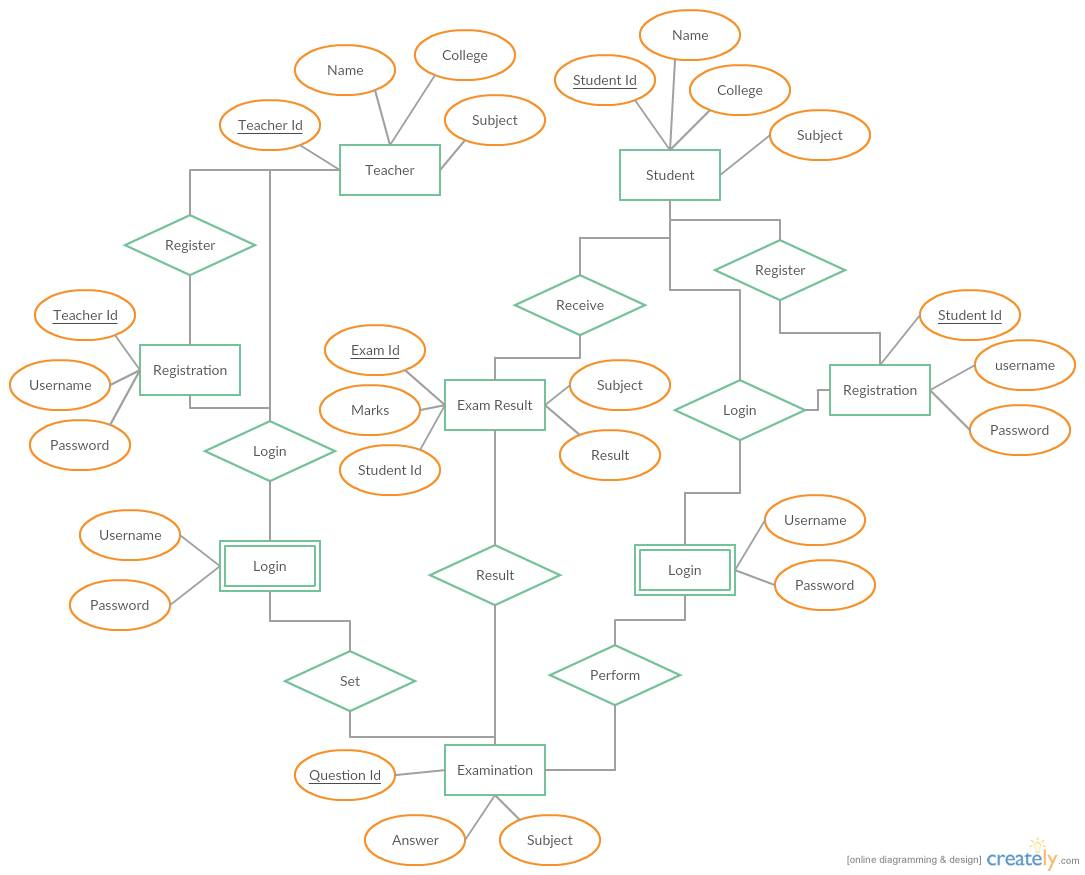 Name
College
Name
Student Id
College
Teacher Id
Subject
Subject
Teacher
Student
Register
Register
Receive
Teacher Id
Student Id
Exam Id
username
Registration
Username
Subject
Registration
Exam Result
Marks
Login
Password
Password
Login
Result
Student Id
Username
Username
Login
Result
Login
Password
Password
Set
Perform
Question Id
Examination
Answer
Subject
[online diagramming & design] creately.com